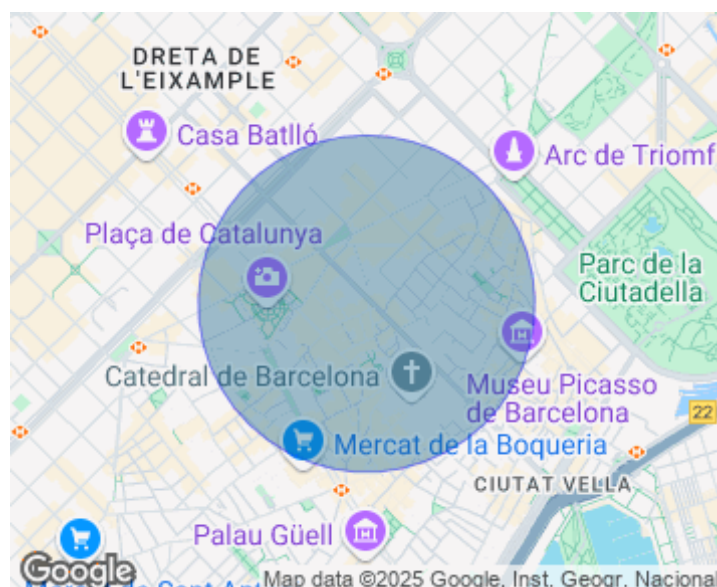 DRETA DE
L'EIXAMPLE
Casa Batlló
Arc de Triomf
Plaça de Catalunya
Parc de la
Ciutadella
Catedral de Barcelona
Museu Picasso
de Barcelona
22
Mercat de la Boqueria
CIUTAT VELLA
Palau Güell
Google
Map data ©2025 Google, Inst. Geogr. Nacional